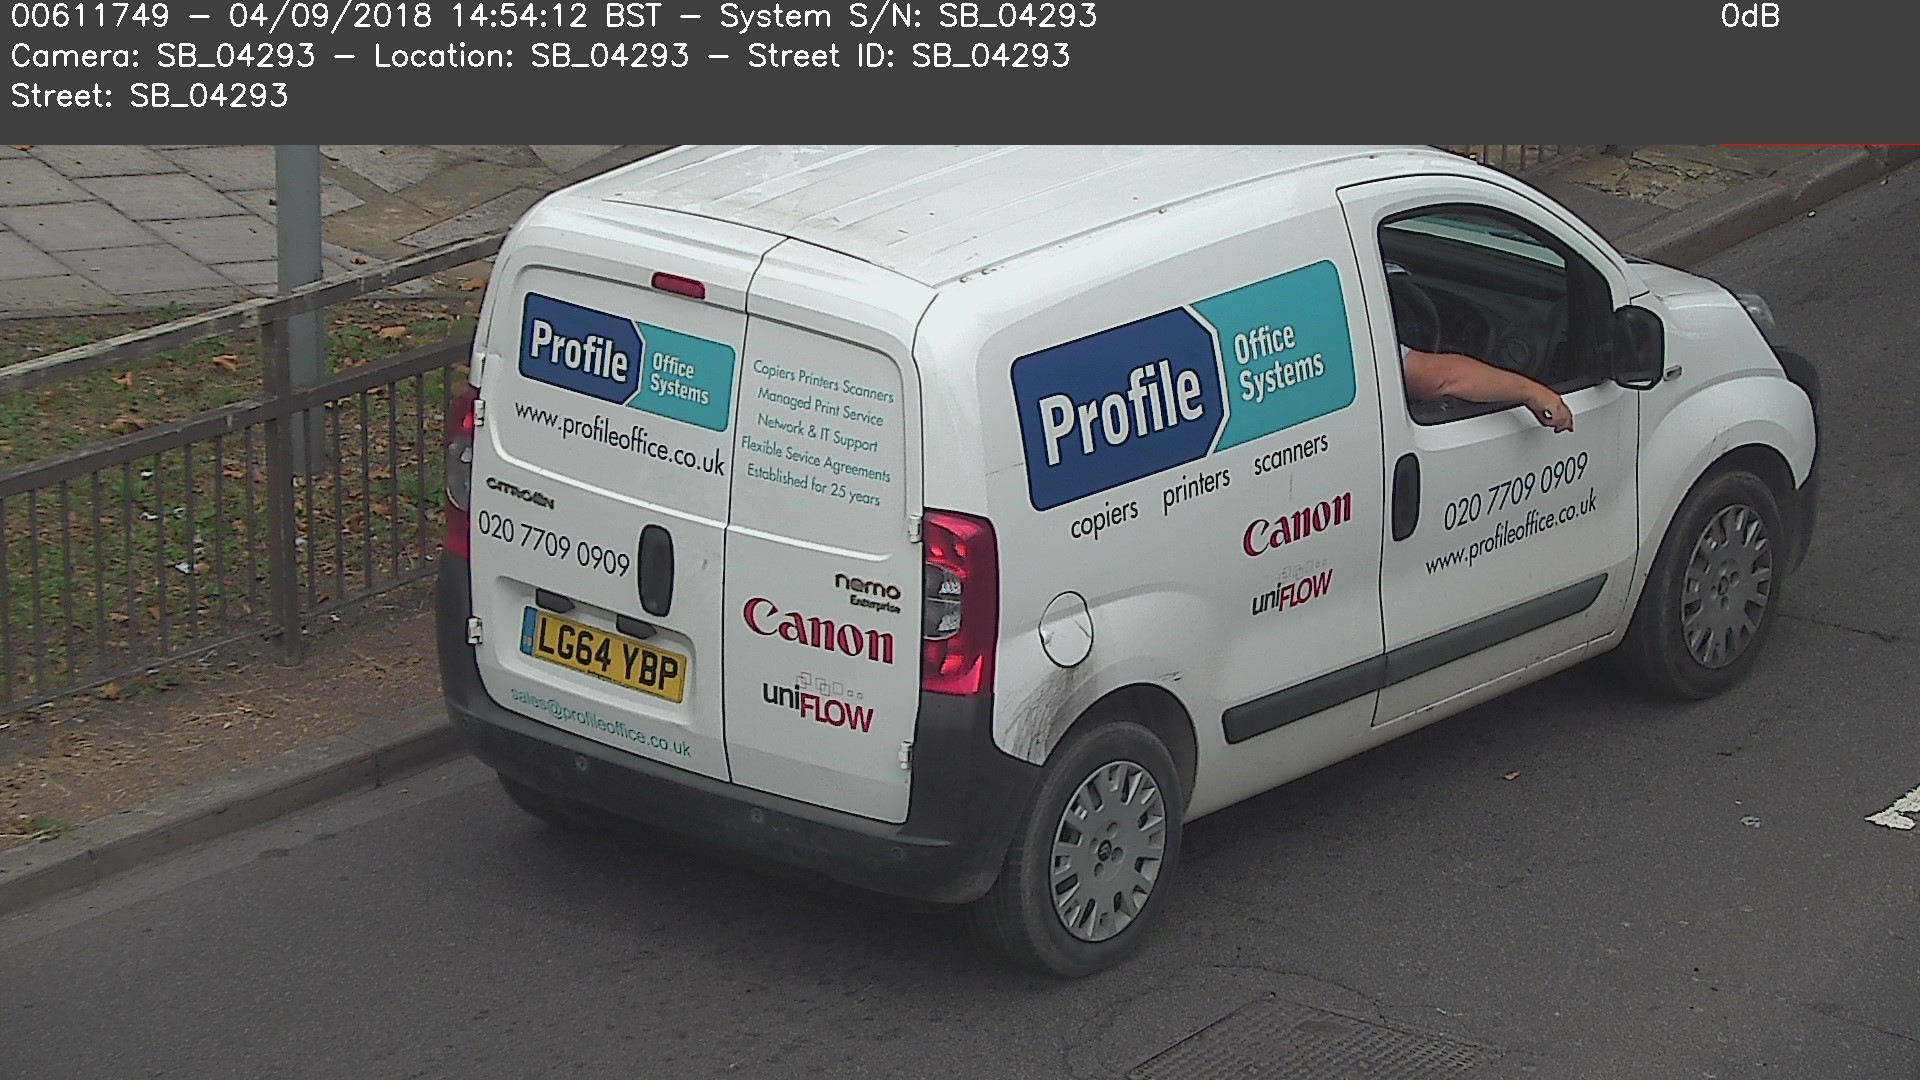 00611749 – 04/09/2018 14:54:12 BST – System S/N: SB_04293
0dB
Camera: SB_04293 – Location: SB_04293 – Street ID: SB_04293
Street: SB_04293
Profile
Office
Systems
www.profileoffice.co.uk
CITROËN
020 7709 0909
LG64 YBP
sales@profileoffice.co.uk
Copiers Printers Scanners
Managed Print Service
Network & IT Support
Flexible Sevice Agreements
Established for 25 years
nemo
Enterprise
Canon
uniFLOW
Profile
Office
Systems
copiers printers scanners
Canon
uniFLOW
020 7709 0909
www.profileoffice.co.uk